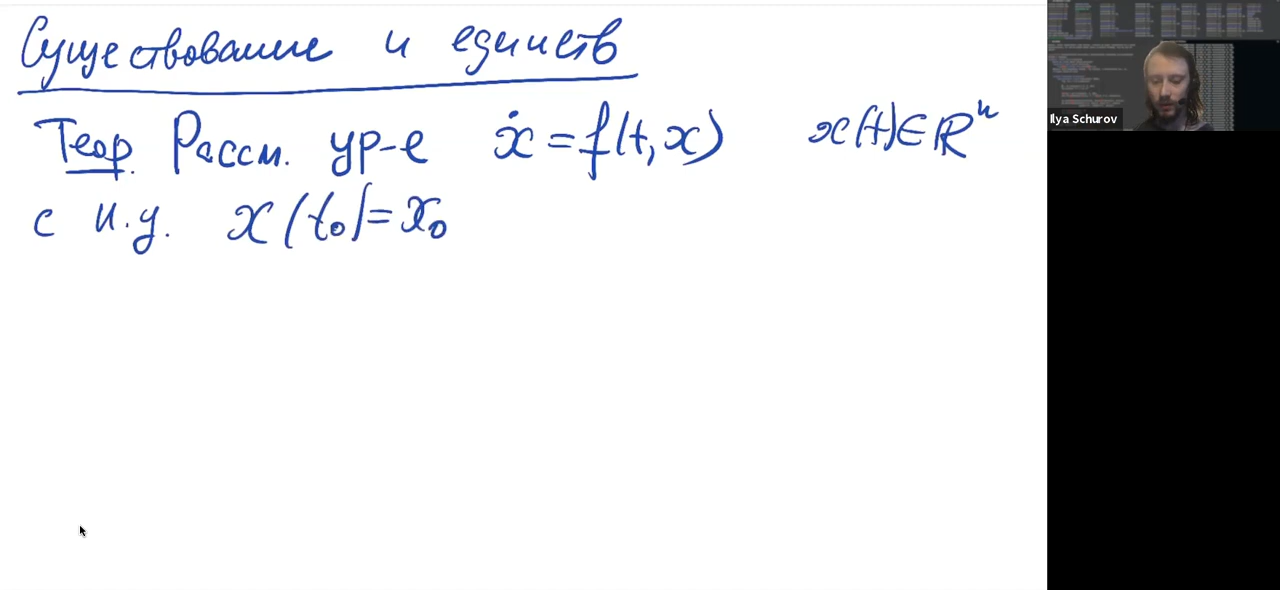 Существование и единств
Теор. Рассм. ур-е ẋ = f(t, x) x(t) ∈ ℝⁿ
с н.у. x(t₀) = x₀
Ilya Schurov